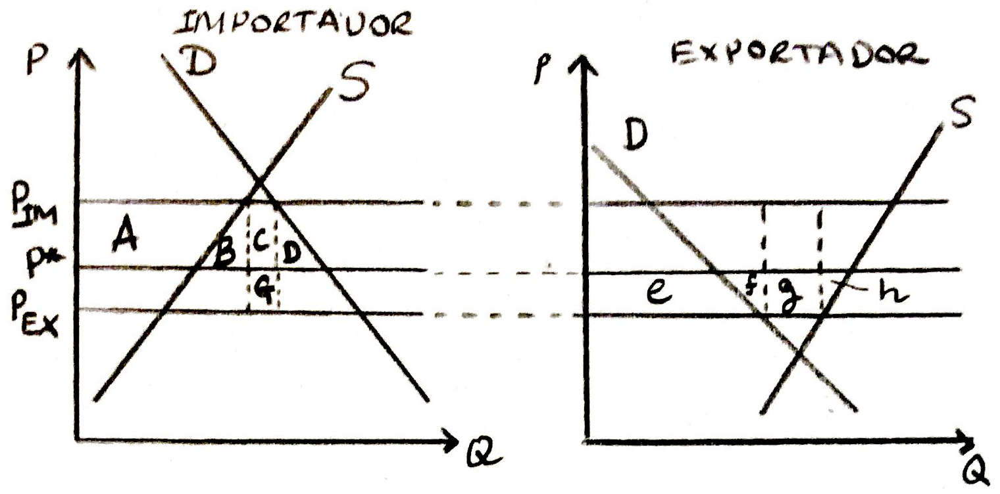 IMPORTADOR
P
D
S
P_IM
A
B
C
D
P*
G
P_EX
Q
EXPORTADOR
P
D
S
e
f
g
h
Q